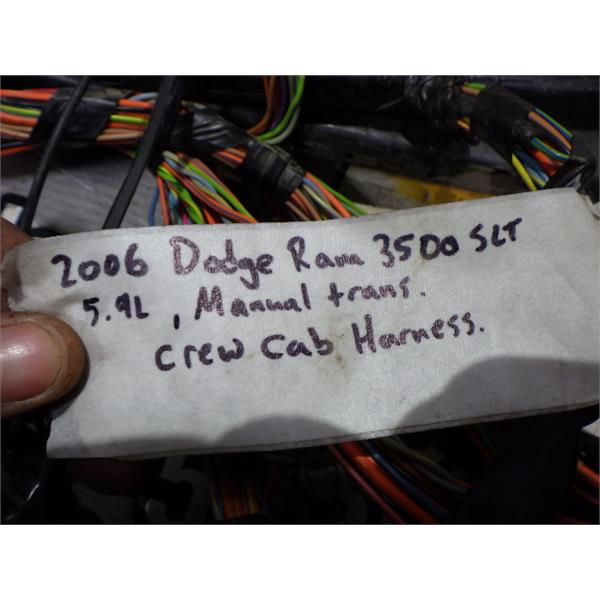 2006 Dodge Ram 3500 SLT
5.9L, Manual trans.
crew cab Harness.